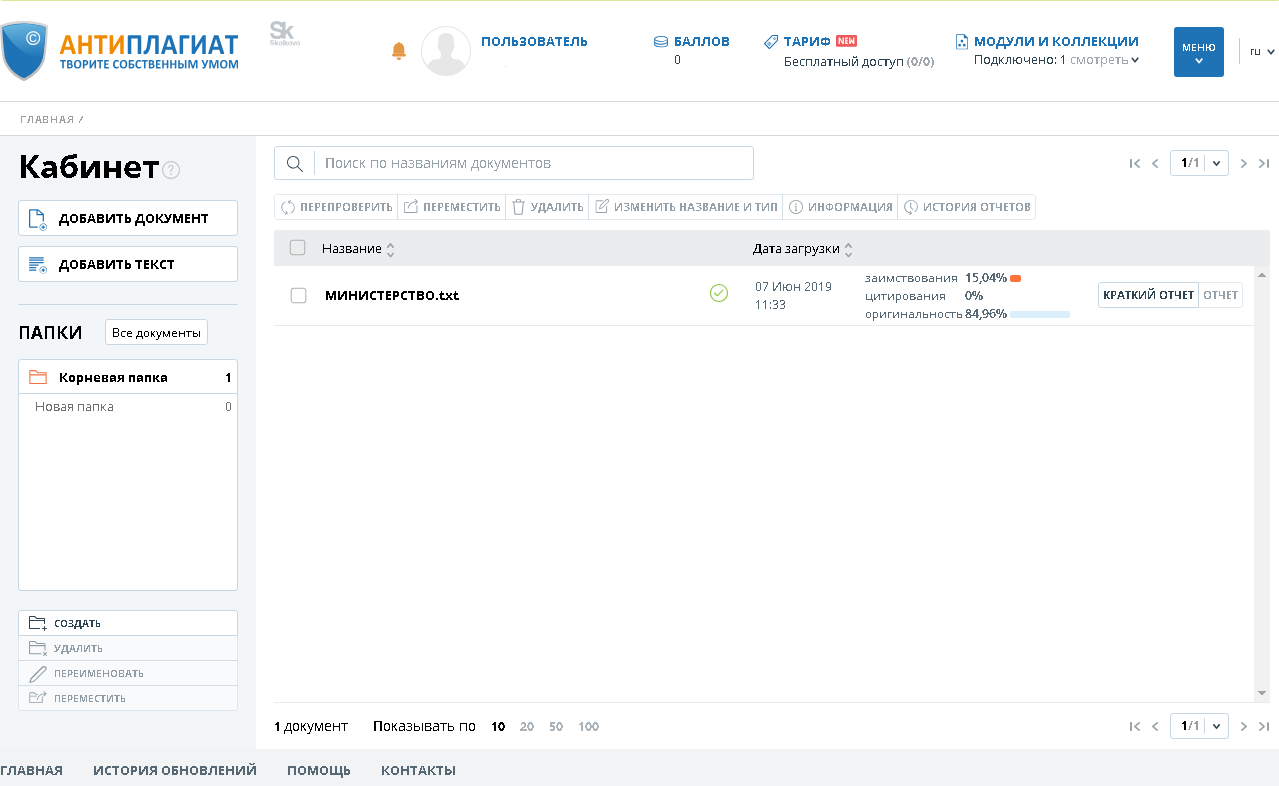 ©
АНТИПЛАГИАТ
ТВОРИТЕ СОБСТВЕННЫМ УМОМ
Sk
Skolkovo
ПОЛЬЗОВАТЕЛЬ
БАЛЛОВ
0
ТАРИФ NEW
Бесплатный доступ (0/0)
МОДУЛИ И КОЛЛЕКЦИИ
Подключено: 1 смотреть
МЕНЮ
ru
ГЛАВНАЯ /
Кабинет ?
ДОБАВИТЬ ДОКУМЕНТ
ДОБАВИТЬ ТЕКСТ
ПАПКИ Все документы
Корневая папка 1
Новая папка 0
СОЗДАТЬ
УДАЛИТЬ
ПЕРЕИМЕНОВАТЬ
ПЕРЕМЕСТИТЬ
Поиск по названиям документов
1/1
ПЕРЕПРОВЕРИТЬ ПЕРЕМЕСТИТЬ УДАЛИТЬ ИЗМЕНИТЬ НАЗВАНИЕ И ТИП ИНФОРМАЦИЯ ИСТОРИЯ ОТЧЕТОВ
Название Дата загрузки
МИНИСТЕРСТВО.txt
07 Июн 2019
11:33
заимствования 15,04%
цитирования 0%
оригинальность 84,96%
КРАТКИЙ ОТЧЕТ ОТЧЕТ
1 документ Показывать по 10 20 50 100
1/1
ГЛАВНАЯ ИСТОРИЯ ОБНОВЛЕНИЙ ПОМОЩЬ КОНТАКТЫ